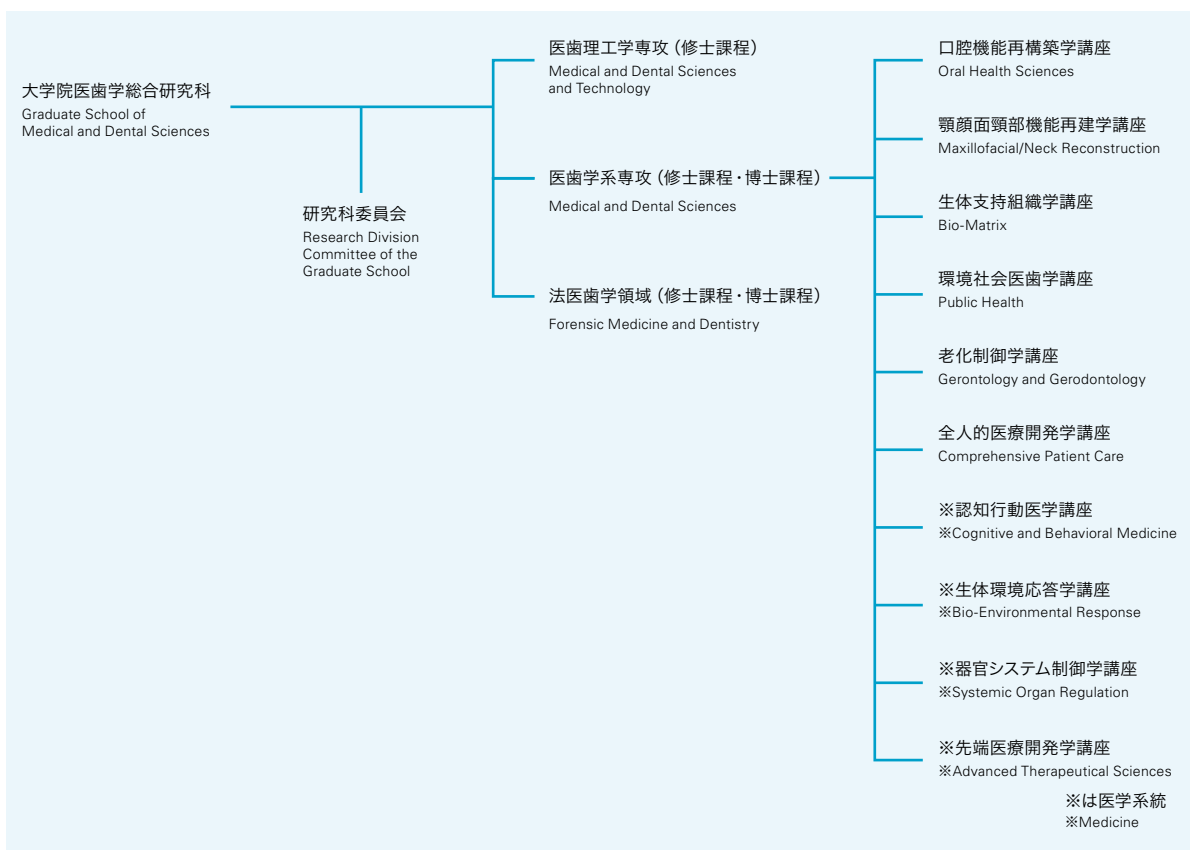 大学院医歯学総合研究科
Graduate School of
Medical and Dental Sciences
研究科委員会
Research Division
Committee of the
Graduate School
医歯理工学専攻（修士課程）
Medical and Dental Sciences
and Technology
医歯学系専攻（修士課程・博士課程）
Medical and Dental Sciences
法医歯学領域（修士課程・博士課程）
Forensic Medicine and Dentistry
口腔機能再構築学講座
Oral Health Sciences
顎顔面頸部機能再建学講座
Maxillofacial/Neck Reconstruction
生体支持組織学講座
Bio-Matrix
環境社会医歯学講座
Public Health
老化制御学講座
Gerontology and Gerodontology
全人的医療開発学講座
Comprehensive Patient Care
※認知行動医学講座
※Cognitive and Behavioral Medicine
※生体環境応答学講座
※Bio-Environmental Response
※器官システム制御学講座
※Systemic Organ Regulation
※先端医療開発学講座
※Advanced Therapeutical Sciences
※は医学系統
※Medicine